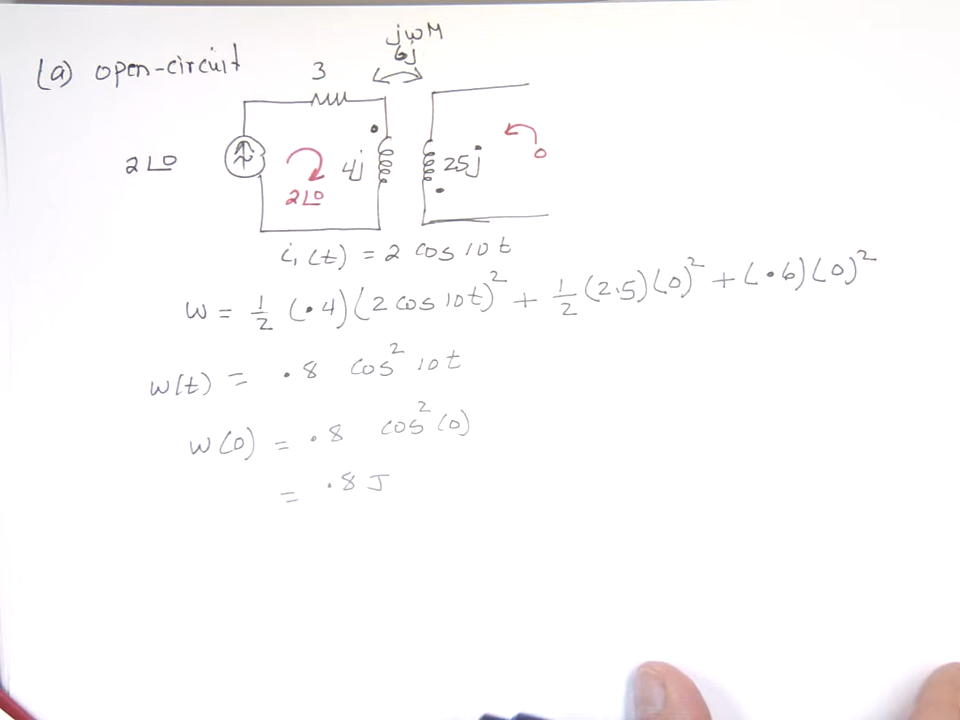 (a) open-circuit
jωM
6j
3
2∠0
4j
25j
2∠0
0
i₁(t) = 2 cos 10t
w = 1/2 (.4)(2 cos 10t)² + 1/2 (2.5)(0)² + (.6)(0)²
w(t) = .8 cos² 10t
w(0) = .8 cos² (0)
= .8 J